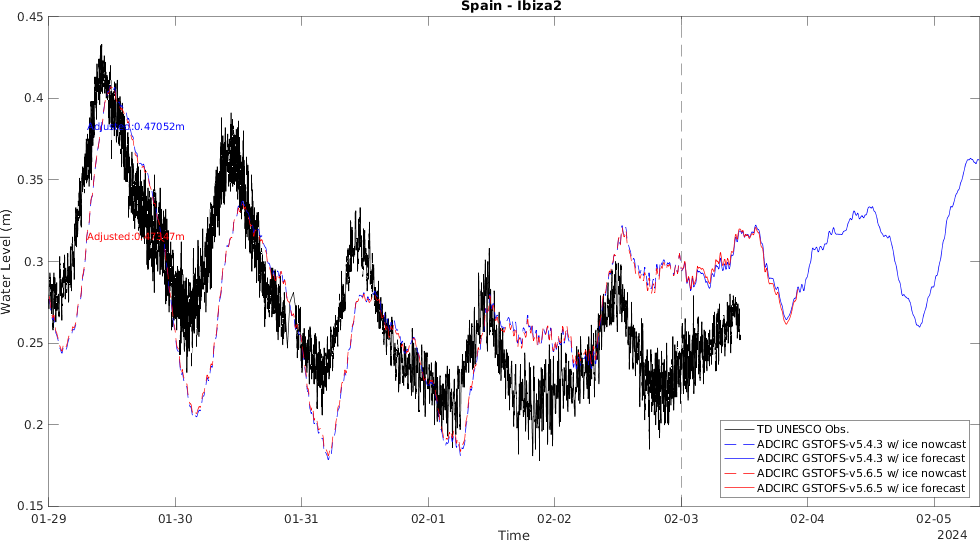 Spain - Ibiza2
0.45
0.4
0.35
0.3
0.25
0.2
0.15
Water Level (m)
Adjusted:0.47052m
01-29
01-30
01-31
02-01
02-02
02-03
02-04
02-05
Time
2024
TD UNESCO Obs.
ADCIRC GSTOFS-v5.4.3 w/ ice nowcast
ADCIRC GSTOFS-v5.4.3 w/ ice forecast
ADCIRC GSTOFS-v5.6.5 w/ ice nowcast
ADCIRC GSTOFS-v5.6.5 w/ ice forecast